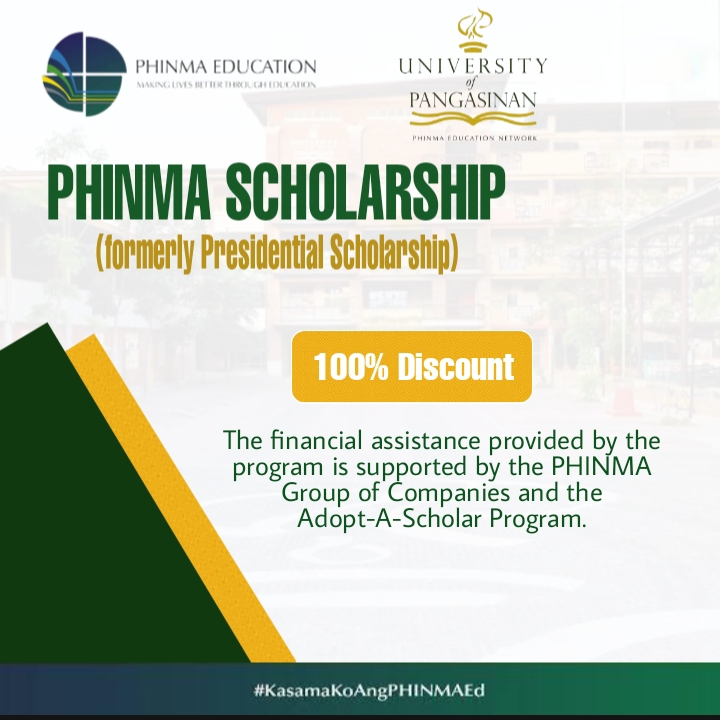 PHINMA EDUCATION
MAKING LIVES BETTER THROUGH EDUCATION
UNIVERSITY
of
PANGASINAN
PHINMA EDUCATION NETWORK
PHINMA SCHOLARSHIP
(formerly Presidential Scholarship)
100% Discount
The financial assistance provided by the
program is supported by the PHINMA
Group of Companies and the
Adopt-A-Scholar Program.
#KasamaKoAngPHINMAEd